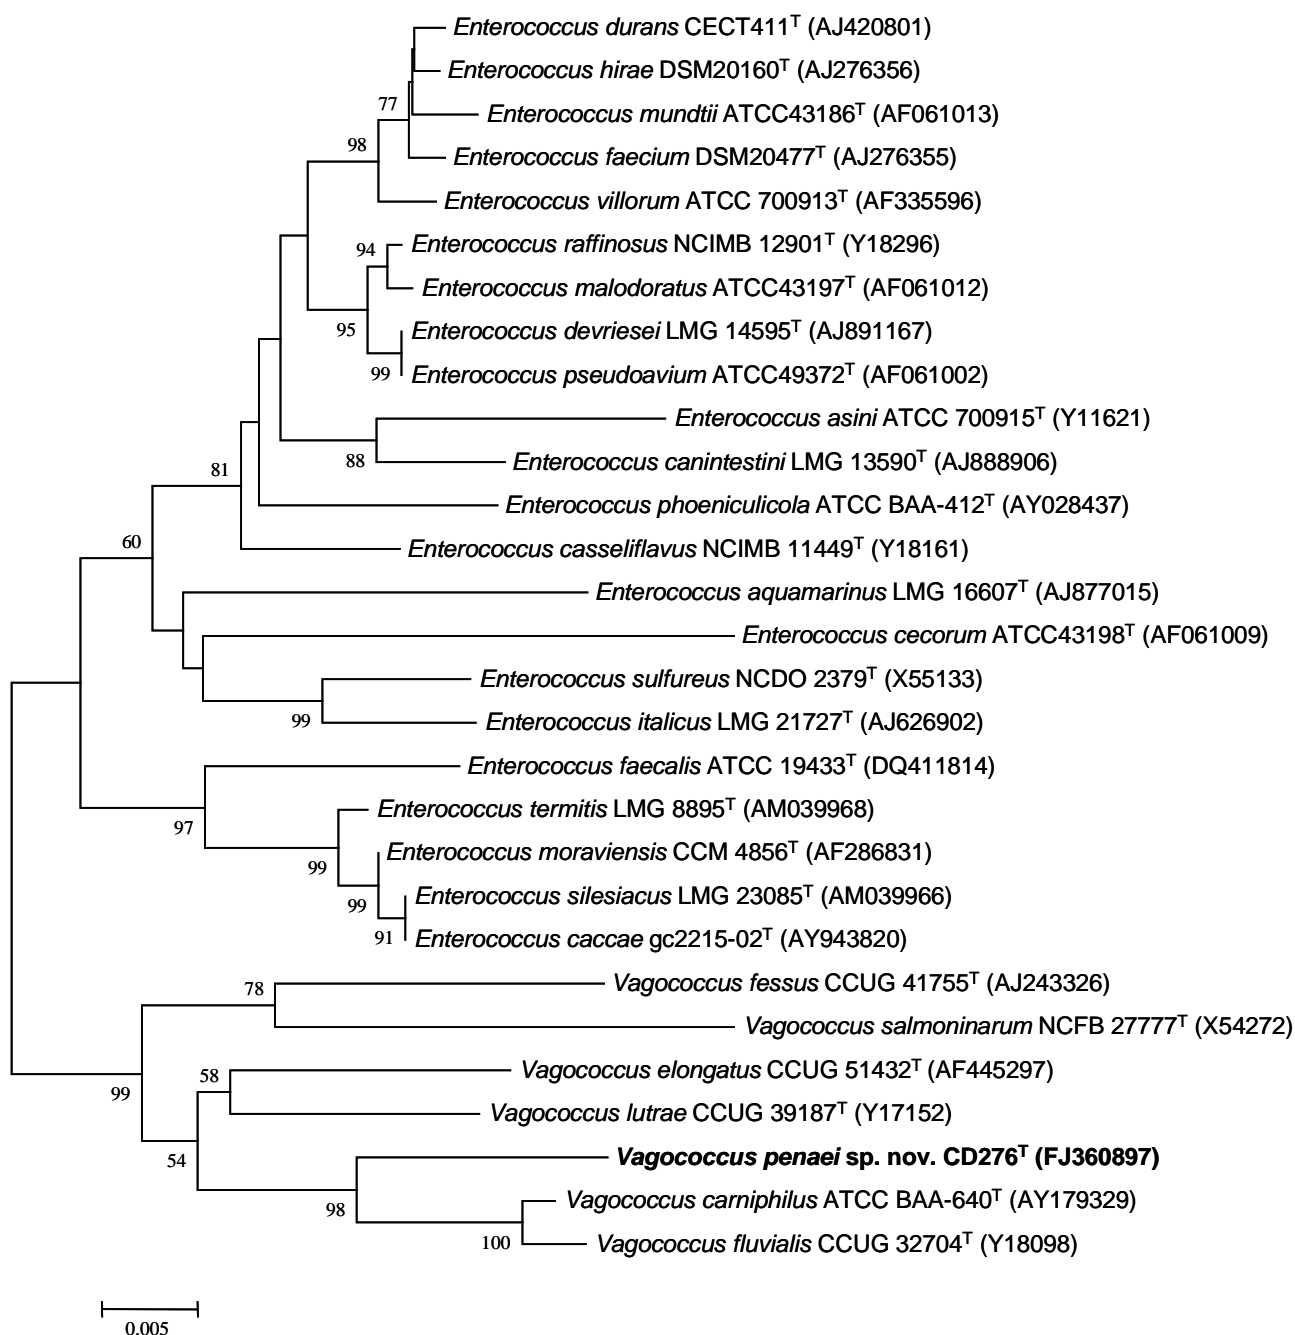 Enterococcus durans CECT411T (AJ420801)
Enterococcus hirae DSM20160T (AJ276356)
77
Enterococcus mundtii ATCC43186T (AF061013)
98
Enterococcus faecium DSM20477T (AJ276355)
Enterococcus villorum ATCC 700913T (AF335596)
94
Enterococcus raffinosus NCIMB 12901T (Y18296)
Enterococcus malodoratus ATCC43197T (AF061012)
95
Enterococcus devriesei LMG 14595T (AJ891167)
99
Enterococcus pseudoavium ATCC49372T (AF061002)
Enterococcus asini ATCC 700915T (Y11621)
88
Enterococcus canintestini LMG 13590T (AJ888906)
81
Enterococcus phoeniculicola ATCC BAA-412T (AY028437)
60
Enterococcus casseliflavus NCIMB 11449T (Y18161)
Enterococcus aquamarinus LMG 16607T (AJ877015)
Enterococcus cecorum ATCC43198T (AF061009)
Enterococcus sulfureus NCDO 2379T (X55133)
99
Enterococcus italicus LMG 21727T (AJ626902)
Enterococcus faecalis ATCC 19433T (DQ411814)
97
Enterococcus termitis LMG 8895T (AM039968)
99
Enterococcus moraviensis CCM 4856T (AF286831)
99
Enterococcus silesiacus LMG 23085T (AM039966)
91
Enterococcus caccae gc2215-02T (AY943820)
78
Vagococcus fessus CCUG 41755T (AJ243326)
Vagococcus salmoninarum NCFB 27777T (X54272)
99
58
Vagococcus elongatus CCUG 51432T (AF445297)
Vagococcus lutrae CCUG 39187T (Y17152)
54
Vagococcus penaei sp. nov. CD276T (FJ360897)
98
Vagococcus carniphilus ATCC BAA-640T (AY179329)
100
Vagococcus fluvialis CCUG 32704T (Y18098)
0.005